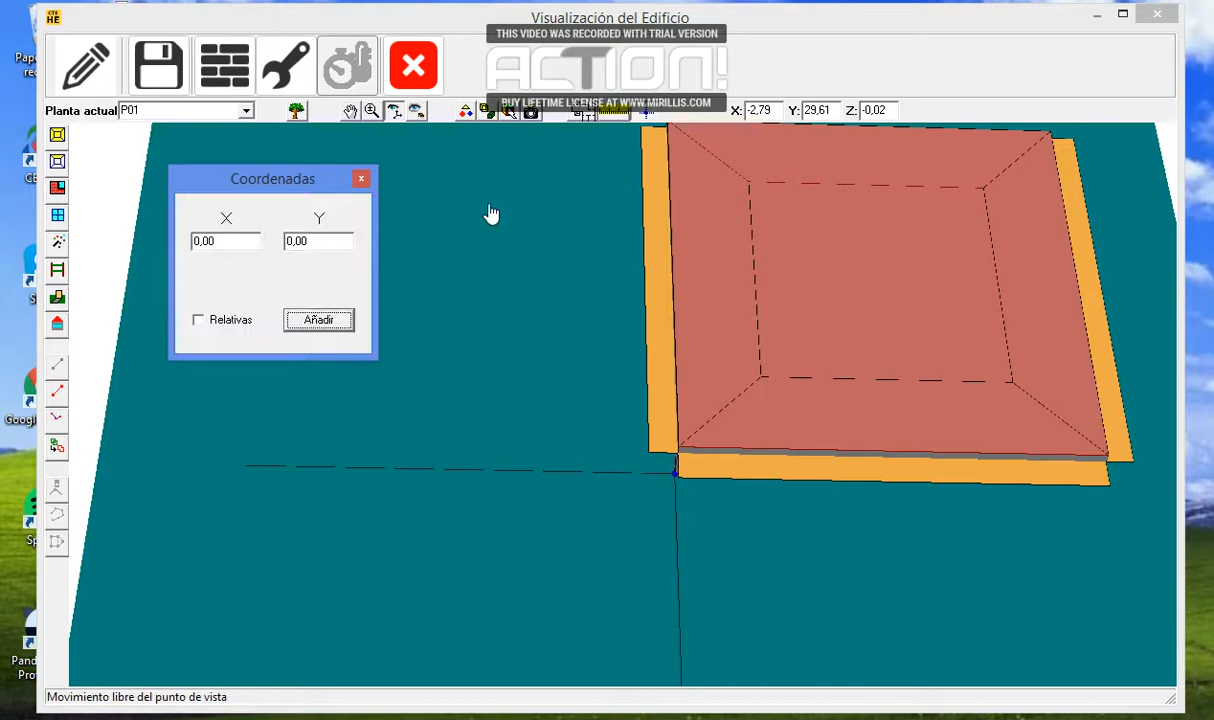 CTE
HE
Visualización del Edificio
THIS VIDEO WAS RECORDED WITH TRIAL VERSION
ACTION!
BUY LIFETIME LICENSE AT WWW.MIRILLIS.COM
Planta actual P01
X: -2,79 Y: 29,61 Z: -0,02
Coordenadas
X Y
0,00 0,00
Relativas Añadir
Movimiento libre del punto de vista